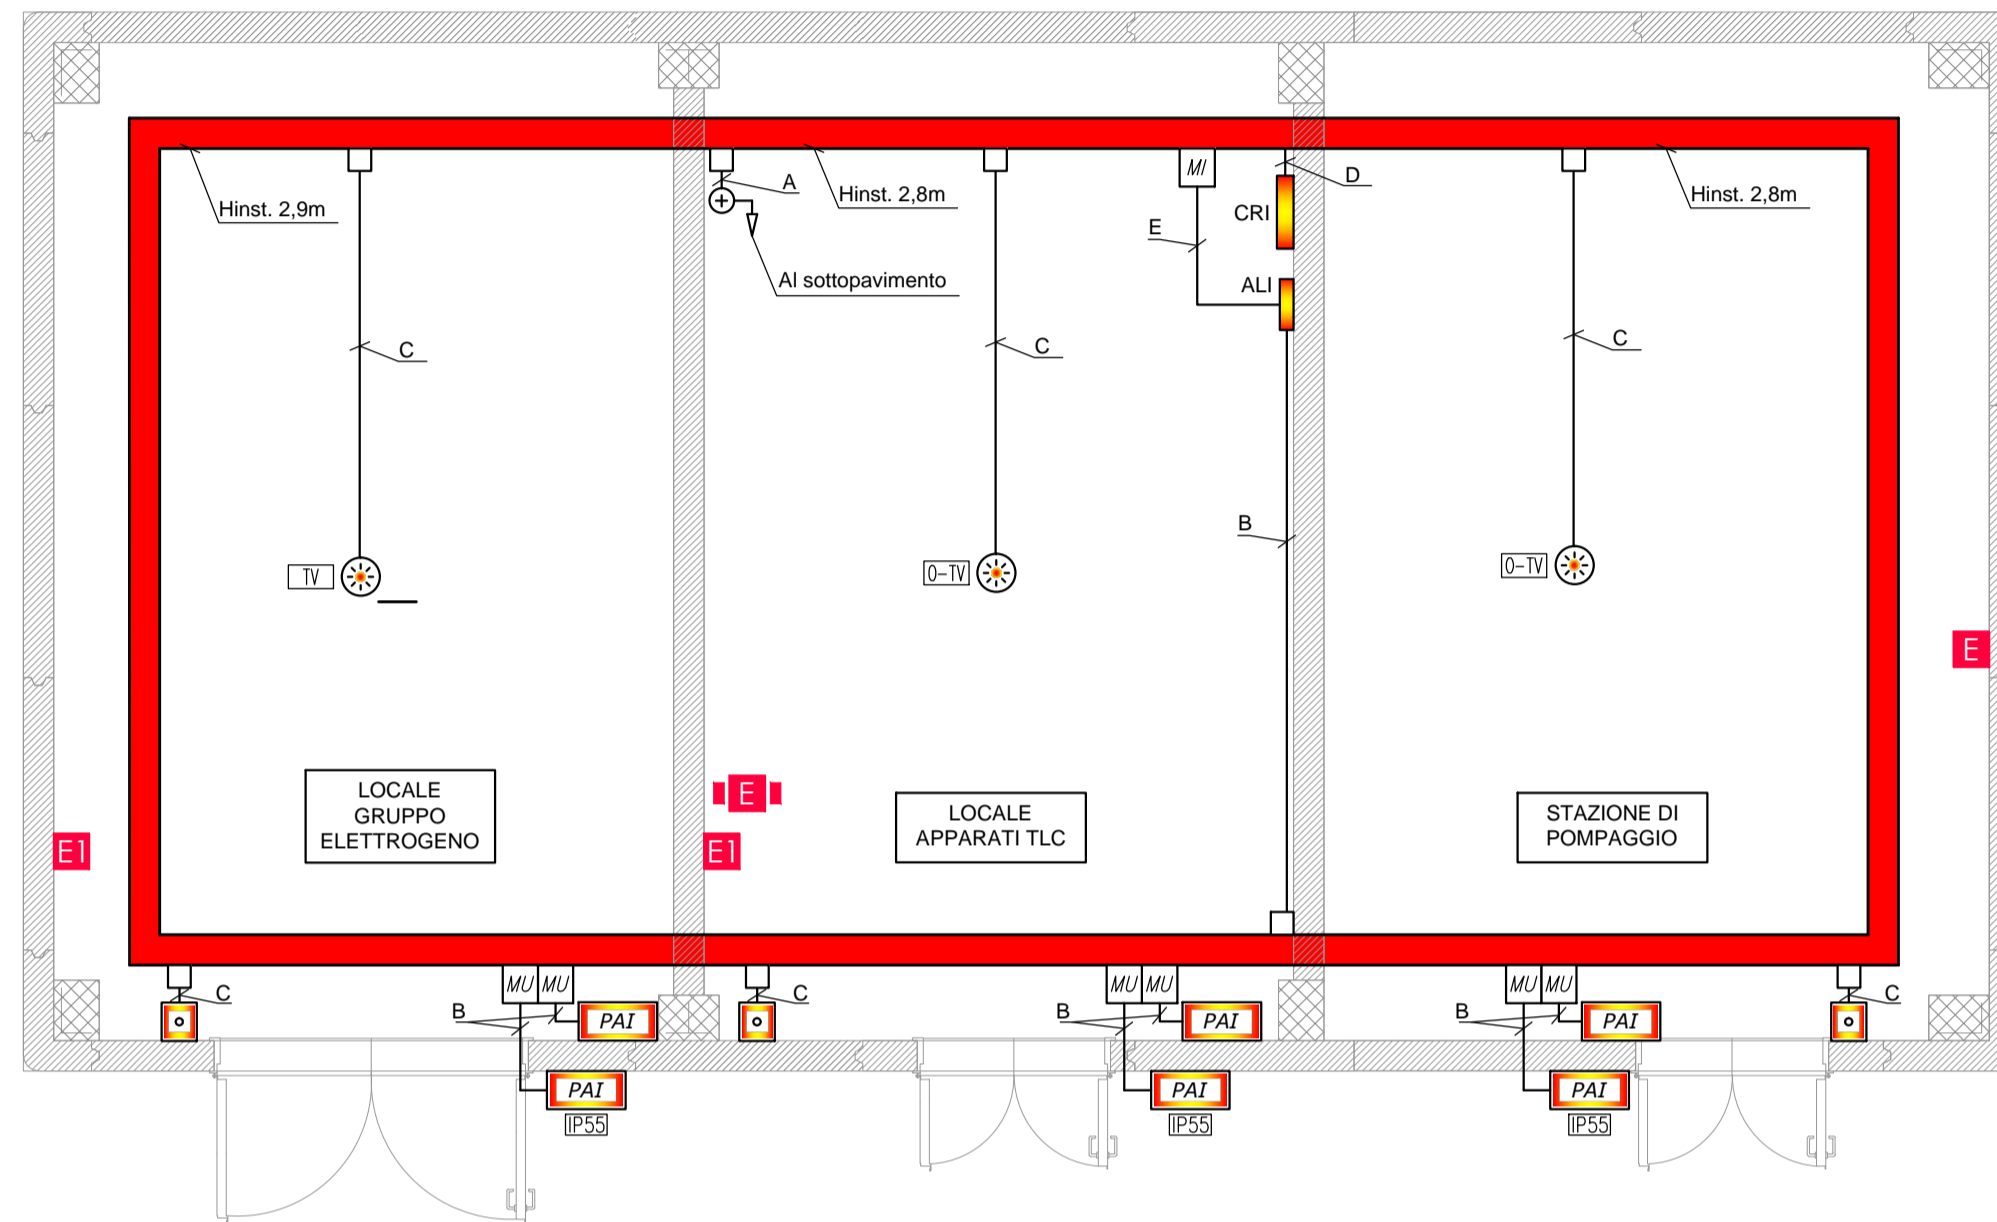 A
D
MI
Hinst. 2,9m
Hinst. 2,8m
Hinst. 2,8m
CRI
E
Al sottopavimento
ALI
C
C
C
B
TV
O-TV
O-TV
E
LOCALE
GRUPPO
ELETTROGENO
E
LOCALE
APPARATI TLC
STAZIONE DI
POMPAGGIO
E1
E1
MU
MU
MU
MU
MU
MU
C
C
C
B
B
B
PAI
PAI
PAI
PAI
PAI
PAI
IP55
IP55
IP55